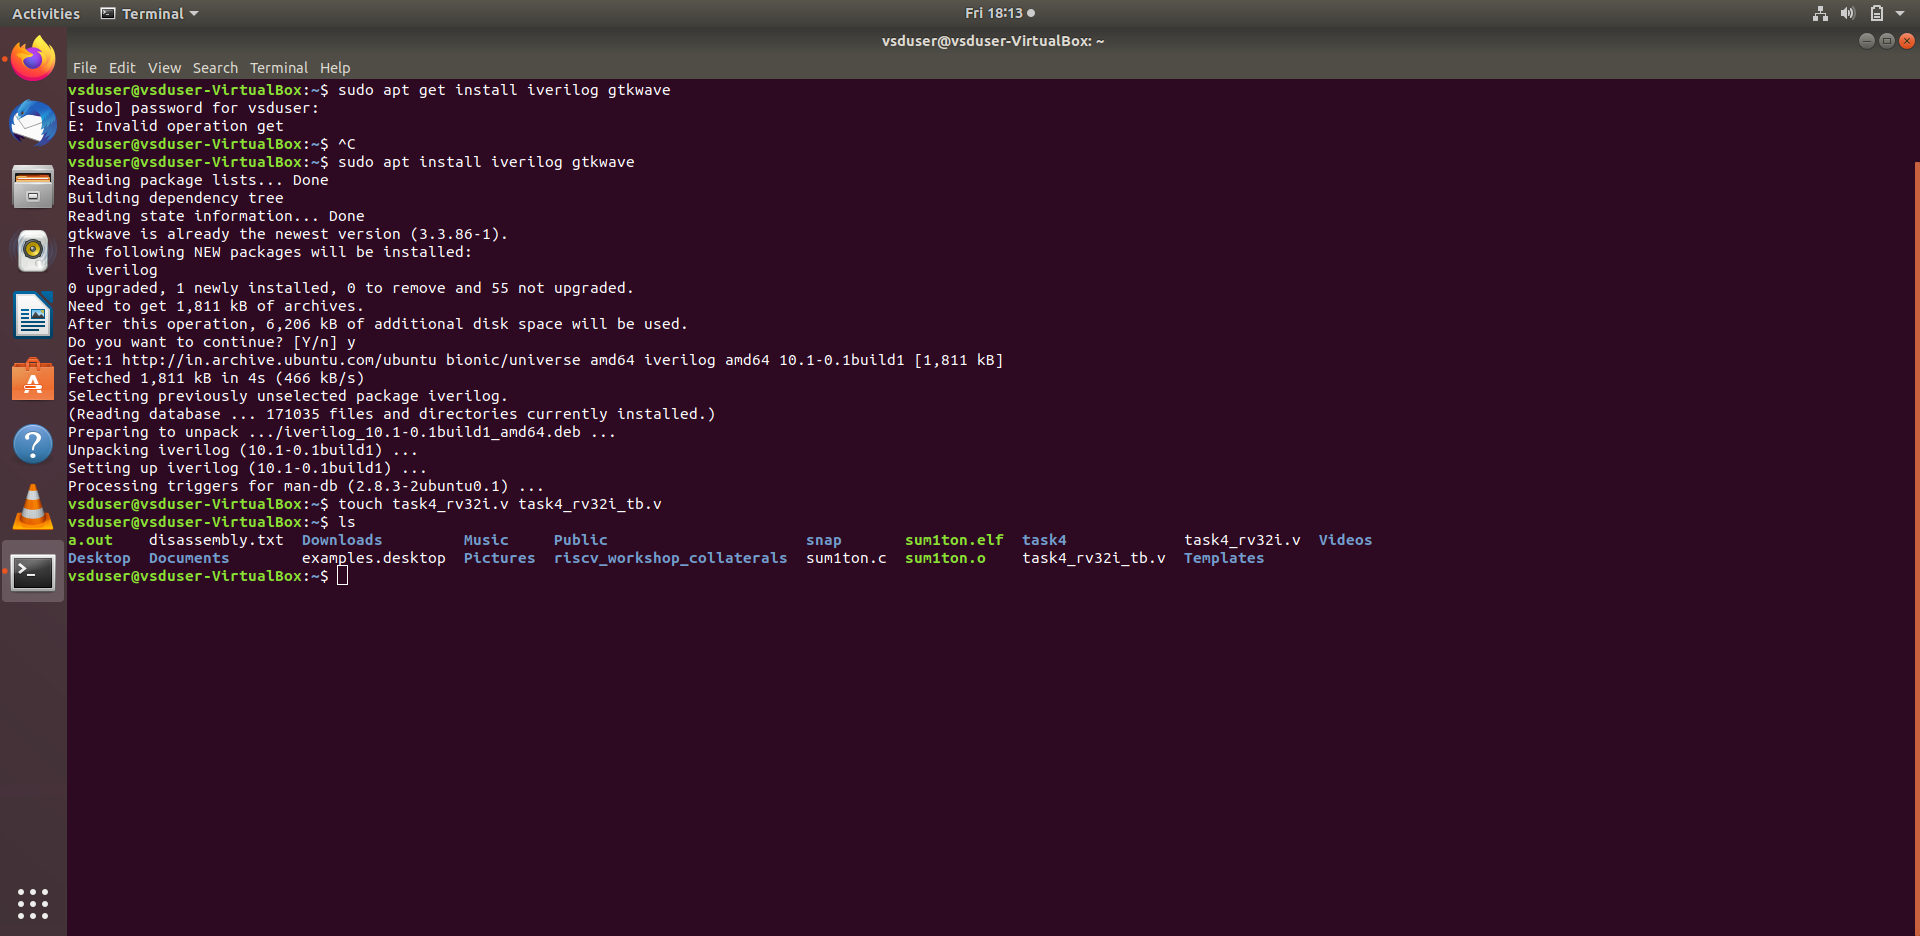 Activities Terminal Fri 18:13
vsduser@vsduser-VirtualBox: ~
File Edit View Search Terminal Help
vsduser@vsduser-VirtualBox:~$ sudo apt get install iverilog gtkwave
[sudo] password for vsduser:
E: Invalid operation get
vsduser@vsduser-VirtualBox:~$ ^C
vsduser@vsduser-VirtualBox:~$ sudo apt install iverilog gtkwave
Reading package lists... Done
Building dependency tree
Reading state information... Done
gtkwave is already the newest version (3.3.86-1).
The following NEW packages will be installed:
  iverilog
0 upgraded, 1 newly installed, 0 to remove and 55 not upgraded.
Need to get 1,811 kB of archives.
After this operation, 6,206 kB of additional disk space will be used.
Do you want to continue? [Y/n] y
Get:1 http://in.archive.ubuntu.com/ubuntu bionic/universe amd64 iverilog amd64 10.1-0.1build1 [1,811 kB]
Fetched 1,811 kB in 4s (466 kB/s)
Selecting previously unselected package iverilog.
(Reading database ... 171035 files and directories currently installed.)
Preparing to unpack .../iverilog_10.1-0.1build1_amd64.deb ...
Unpacking iverilog (10.1-0.1build1) ...
Setting up iverilog (10.1-0.1build1) ...
Processing triggers for man-db (2.8.3-2ubuntu0.1) ...
vsduser@vsduser-VirtualBox:~$ touch task4_rv32i.v task4_rv32i_tb.v
vsduser@vsduser-VirtualBox:~$ ls
a.out    disassembly.txt  Downloads         Music     Public                      snap       sum1ton.elf  task4             task4_rv32i.v  Videos
Desktop  Documents        examples.desktop  Pictures  riscv_workshop_collaterals  sum1ton.c  sum1ton.o    task4_rv32i_tb.v  Templates
vsduser@vsduser-VirtualBox:~$